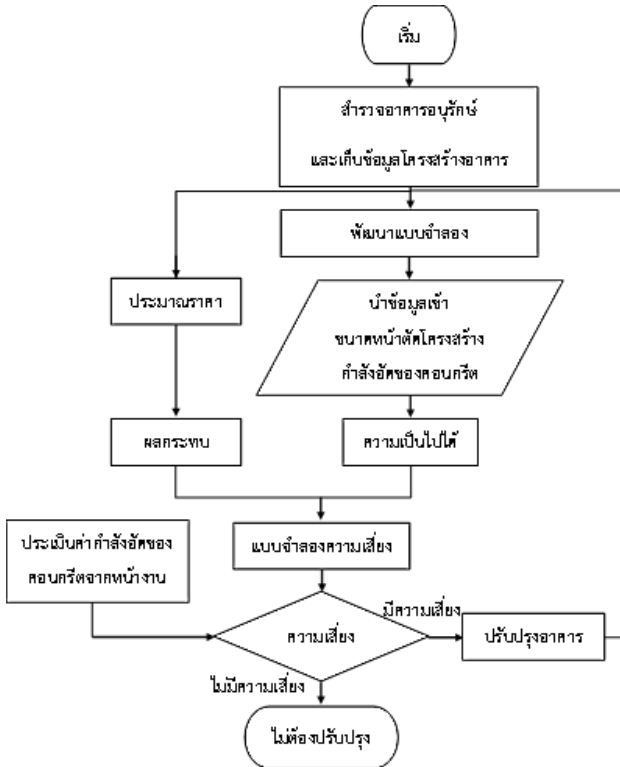 เริ่ม
สำรวจอาคารอนุรักษ์
และเก็บข้อมูลโครงสร้างอาคาร
พัฒนาแบบจำลอง
ประมาณราคา
นำข้อมูลเข้า
ขนาดหน้าตัดโครงสร้าง
กำลังอัดของคอนกรีต
ผลกระทบ
ความเป็นไปได้
ประเมินค่ากำลังอัดของ
คอนกรีตจากหน้างาน
แบบจำลองความเสี่ยง
มีความเสี่ยง
ความเสี่ยง
ปรับปรุงอาคาร
ไม่มีความเสี่ยง
ไม่ต้องปรับปรุง